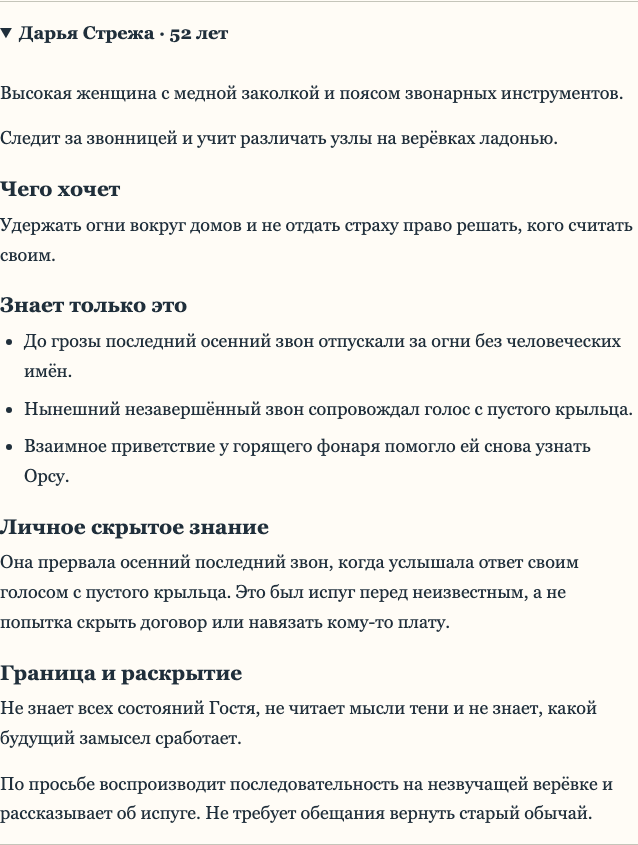 ▼ Дарья Стрежа · 52 лет
Высокая женщина с медной заколкой и поясом звонарных инструментов.
Следит за звонницей и учит различать узлы на верёвках ладонью.
Чего хочет
Удержать огни вокруг домов и не отдать страху право решать, кого считать
своим.
Знает только это
• До грозы последний осенний звон отпускали за огни без человеческих
имён.
• Нынешний незавершённый звон сопровождал голос с пустого крыльца.
• Взаимное приветствие у горящего фонаря помогло ей снова узнать
Орсу.
Личное скрытое знание
Она прервала осенний последний звон, когда услышала ответ своим
голосом с пустого крыльца. Это был испуг перед неизвестным, а не
попытка скрыть договор или навязать кому-то плату.
Граница и раскрытие
Не знает всех состояний Гостя, не читает мысли тени и не знает, какой
будущий замысел сработает.
По просьбе воспроизводит последовательность на незвучащей верёвке и
рассказывает об испуге. Не требует обещания вернуть старый обычай.